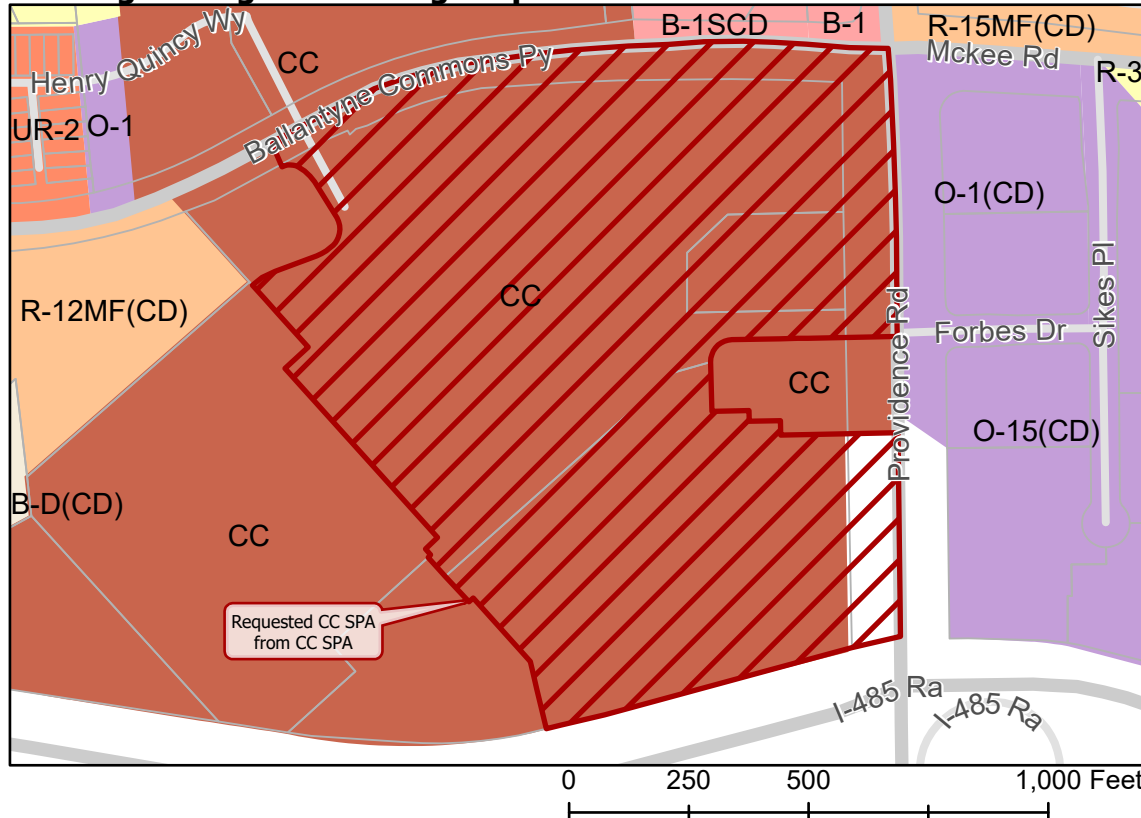 B-1SCD
B-1
R-15MF(CD)
Henry Quincy Wy
CC
Ballantyne Commons Py
Mckee Rd
R-3
UR-2
O-1
O-1(CD)
R-12MF(CD)
CC
Providence Rd
Sikes Pl
Forbes Dr
CC
O-15(CD)
B-D(CD)
CC
Requested CC SPA
from CC SPA
I-485 Ra
I-485 Ra
0 250 500 1,000 Feet